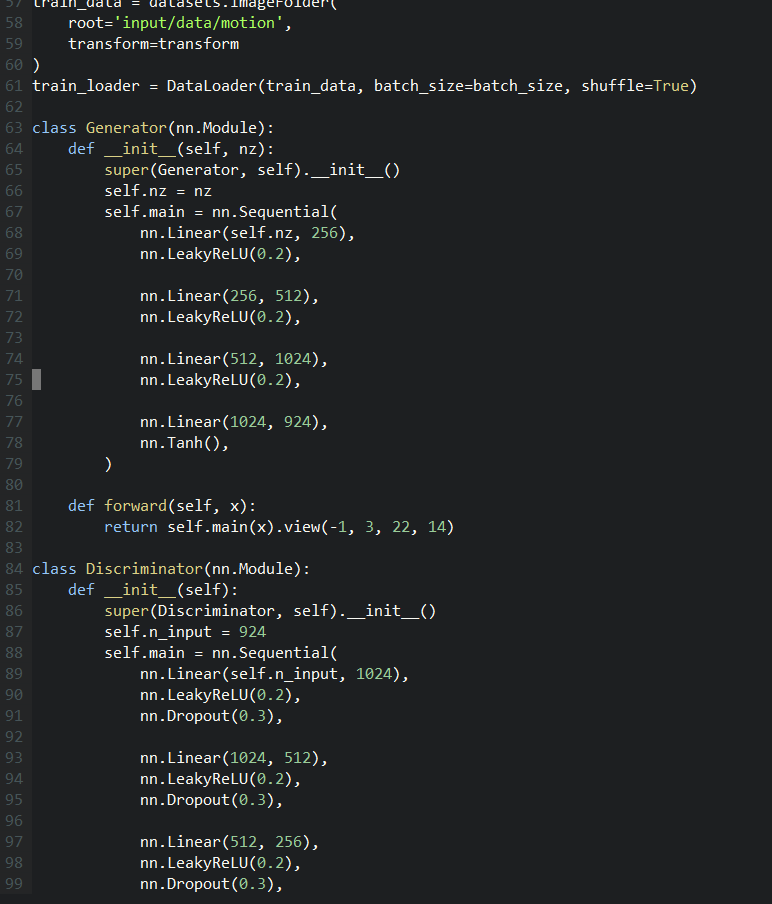 57 train_data = datasets.ImageFolder(
58     root='input/data/motion',
59     transform=transform
60 )
61 train_loader = DataLoader(train_data, batch_size=batch_size, shuffle=True)
62
63 class Generator(nn.Module):
64     def __init__(self, nz):
65         super(Generator, self).__init__()
66         self.nz = nz
67         self.main = nn.Sequential(
68             nn.Linear(self.nz, 256),
69             nn.LeakyReLU(0.2),
70
71             nn.Linear(256, 512),
72             nn.LeakyReLU(0.2),
73
74             nn.Linear(512, 1024),
75             nn.LeakyReLU(0.2),
76
77             nn.Linear(1024, 924),
78             nn.Tanh(),
79         )
80
81     def forward(self, x):
82         return self.main(x).view(-1, 3, 22, 14)
83
84 class Discriminator(nn.Module):
85     def __init__(self):
86         super(Discriminator, self).__init__()
87         self.n_input = 924
88         self.main = nn.Sequential(
89             nn.Linear(self.n_input, 1024),
90             nn.LeakyReLU(0.2),
91             nn.Dropout(0.3),
92
93             nn.Linear(1024, 512),
94             nn.LeakyReLU(0.2),
95             nn.Dropout(0.3),
96
97             nn.Linear(512, 256),
98             nn.LeakyReLU(0.2),
99             nn.Dropout(0.3),